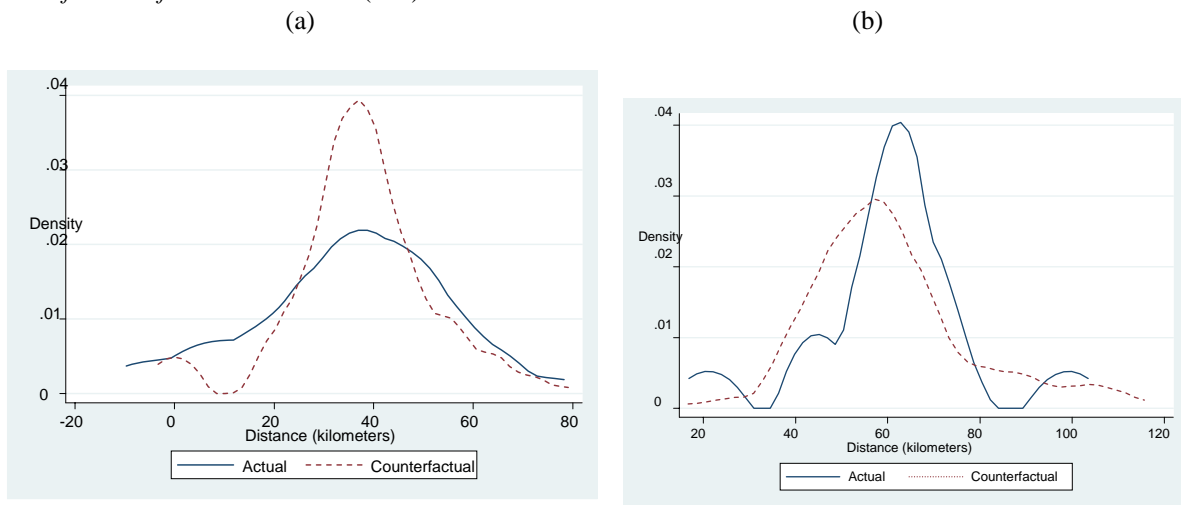 (a)
(b)
.04
.03
Density
.02
.01
0
-20 0 20 40 60 80
Distance (kilometers)
Actual Counterfactual
.04
.03
Density
.02
.01
0
20 40 60 80 100 120
Distance (kilometers)
Actual Counterfactual